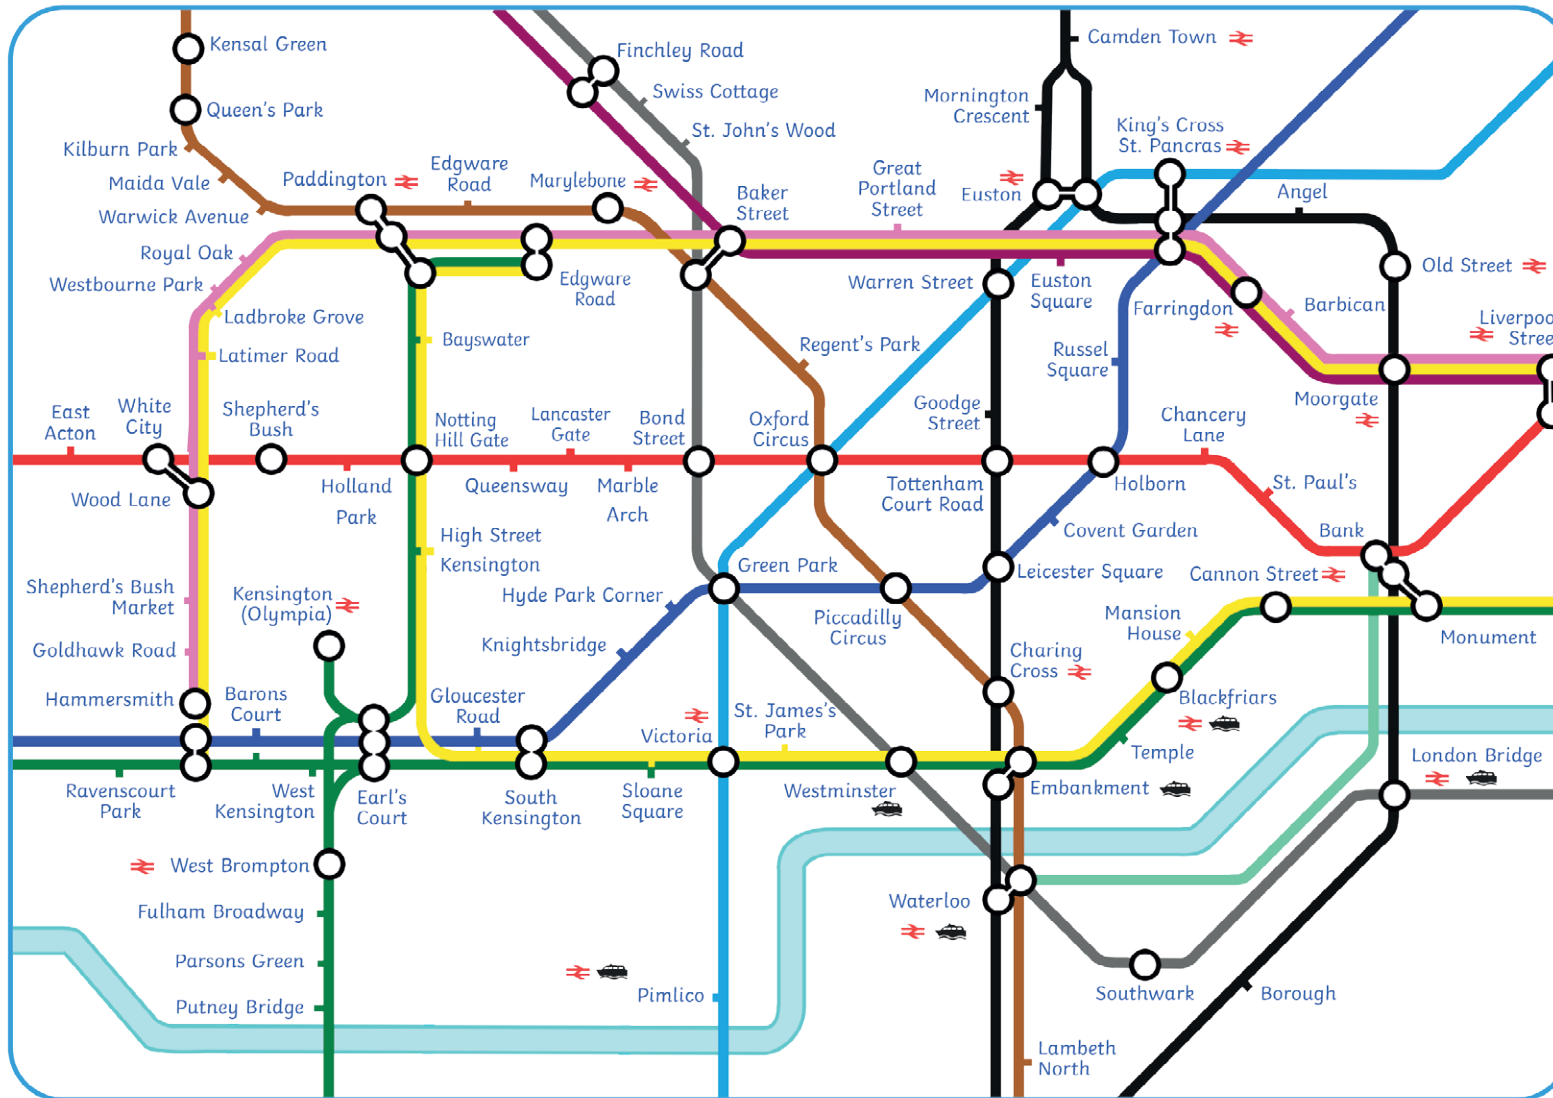 Kensal Green
Queen's Park
Kilburn Park
Maida Vale
Warwick Avenue
Royal Oak
Westbourne Park
Ladbroke Grove
Latimer Road
Paddington
Edgware
Road
Marylebone
Finchley Road
Swiss Cottage
St. John's Wood
Baker
Street
Great
Portland
Street
Edgware
Road
Bayswater
Camden Town
Mornington
Crescent
King's Cross
St. Pancras
Euston
Angel
Warren Street
Euston
Square
Farringdon
Barbican
Old Street
Liverpoo
Stree
Moorgate
Regent's Park
Russel
Square
Goodge
Street
Chancery
Lane
East
Acton
White
City
Shepherd's
Bush
Notting
Hill Gate
Lancaster
Gate
Bond
Street
Oxford
Circus
Wood Lane
Holland
Park
Queensway
Marble
Arch
Tottenham
Court Road
Holborn
St. Paul's
Bank
High Street
Kensington
Covent Garden
Leicester Square
Green Park
Hyde Park Corner
Knightsbridge
Piccadilly
Circus
Cannon Street
Mansion
House
Monument
Shepherd's Bush
Market
Goldhawk Road
Hammersmith
Kensington
(Olympia)
Barons
Court
Gloucester
Road
Charing
Cross
Blackfriars
Temple
Victoria
St. James's
Park
London Bridge
Ravenscourt
Park
West
Kensington
Earl's
Court
South
Kensington
Sloane
Square
Westminster
Embankment
West Brompton
Fulham Broadway
Parsons Green
Putney Bridge
Waterloo
Pimlico
Southwark
Borough
Lambeth
North